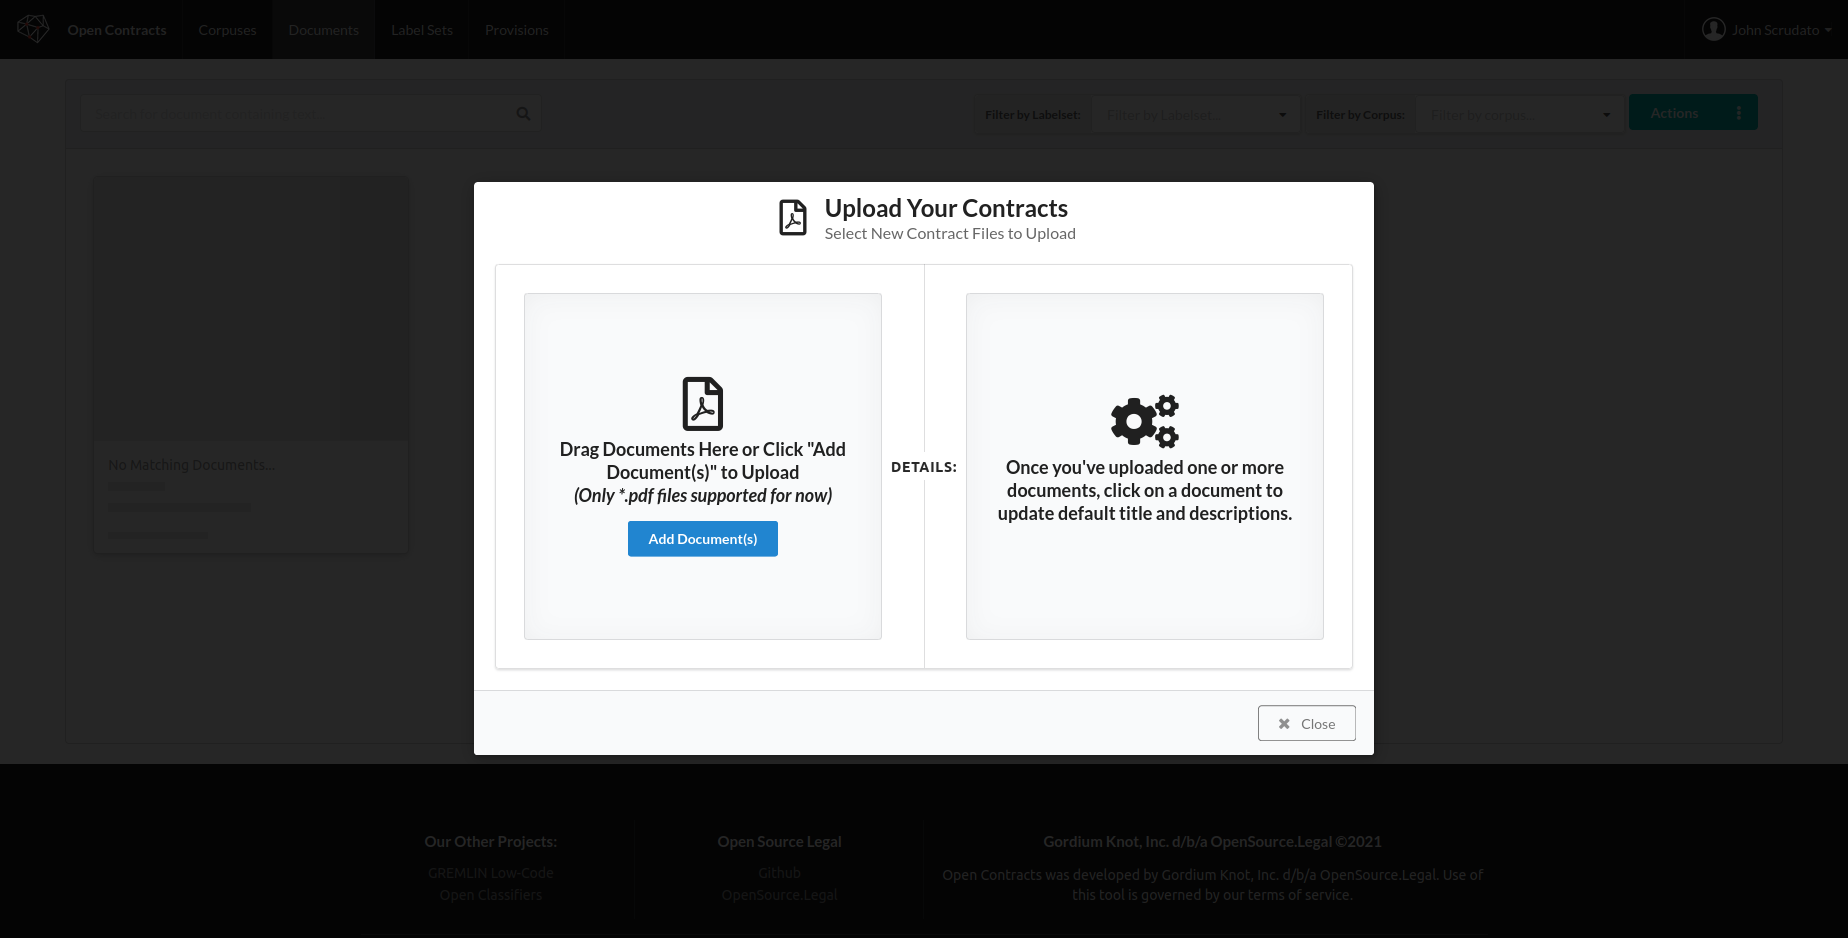 Open Contracts
Corpuses
Documents
Label Sets
Provisions
John Scrudato
Search for document containing text...
Filter by Labelset:
Filter by Labelset...
Filter by Corpus:
Filter by corpus...
Actions
No Matching Documents...
Upload Your Contracts
Select New Contract Files to Upload
Drag Documents Here or Click "Add
Document(s)" to Upload
(Only *.pdf files supported for now)
Add Document(s)
DETAILS:
Once you've uploaded one or more
documents, click on a document to
update default title and descriptions.
Close
Our Other Projects:
GREMLIN Low-Code
Open Classifiers
Open Source Legal
Github
OpenSource.Legal
Gordium Knot, Inc. d/b/a OpenSource.Legal ©2021
Open Contracts was developed by Gordium Knot, Inc. d/b/a OpenSource.Legal. Use of
this tool is governed by our terms of service.